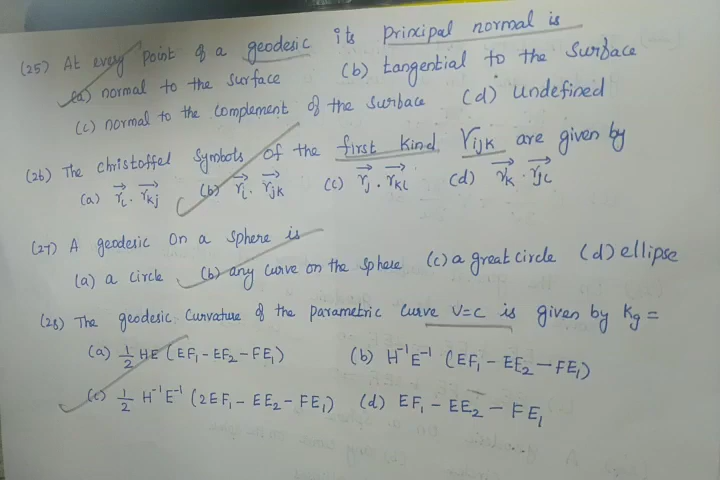 (25) At every point of a geodesic its prinxipal normal is
(a) normal to the surface (b) tangential to the surface
(c) normal to the complement of the surface (d) undefined
(26) The christoffel symbols of the first kind γijk are given by
(a) r⃗i . r⃗kj (b) r⃗i . r⃗jk (c) r⃗j . r⃗ki (d) r⃗k . r⃗ji
(27) A geodesic on a sphere is
(a) a circle (b) any curve on the sphere (c) a great circle (d) ellipse
(28) The geodesic curvature of the parametric curve v=c is given by Kg =
(a) 1/2 HE (EF₁ - EF₂ - FE₁) (b) H⁻¹E⁻¹ (EF₁ - EE₂ - FE₁)
(c) 1/2 H⁻¹E⁻¹ (2EF₁ - EE₂ - FE₁) (d) EF₁ - EE₂ - FE₁